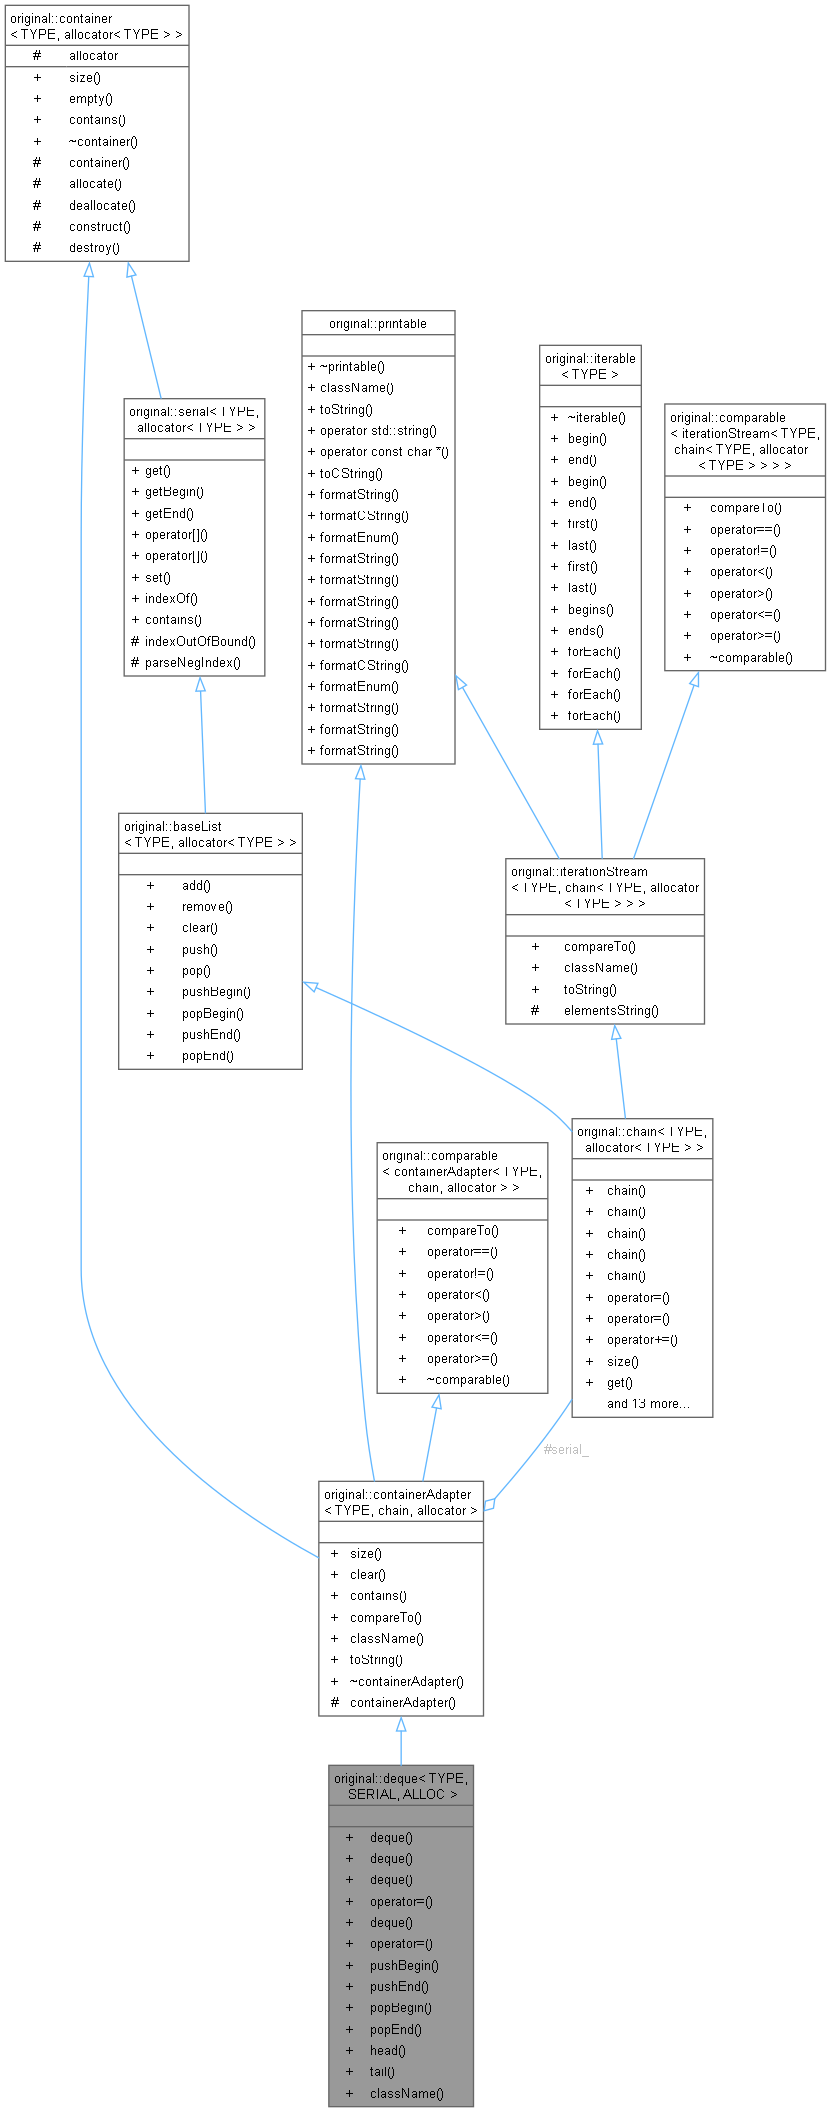 original::container
< TYPE, allocator< TYPE > >
# allocator
+ size()
+ empty()
+ contains()
+ ~container()
# container()
# allocate()
# deallocate()
# construct()
# destroy()
original::serial< TYPE,
allocator< TYPE > >
+ get()
+ getBegin()
+ getEnd()
+ operator[]()
+ operator[]()
+ set()
+ indexOf()
+ contains()
# indexOutOfBound()
# parseNegIndex()
original::printable
+ ~printable()
+ className()
+ toString()
+ operator std::string()
+ operator const char *()
+ toCString()
+ formatString()
+ formatCString()
+ formatEnum()
+ formatString()
+ formatString()
+ formatString()
+ formatString()
+ formatString()
+ formatCString()
+ formatEnum()
+ formatString()
+ formatString()
+ formatString()
original::iterable
< TYPE >
+ ~iterable()
+ begin()
+ end()
+ begin()
+ end()
+ first()
+ last()
+ first()
+ last()
+ begins()
+ ends()
+ forEach()
+ forEach()
+ forEach()
+ forEach()
original::comparable
< iterationStream< TYPE,
chain< TYPE, allocator
< TYPE > > > >
+ compareTo()
+ operator==()
+ operator!=()
+ operator<()
+ operator>()
+ operator<=()
+ operator>=()
+ ~comparable()
original::baseList
< TYPE, allocator< TYPE > >
+ add()
+ remove()
+ clear()
+ push()
+ pop()
+ pushBegin()
+ popBegin()
+ pushEnd()
+ popEnd()
original::iterationStream
< TYPE, chain< TYPE, allocator
< TYPE > > >
+ compareTo()
+ className()
+ toString()
# elementsString()
original::chain< TYPE,
allocator< TYPE > >
+ chain()
+ chain()
+ chain()
+ chain()
+ chain()
+ operator=()
+ operator=()
+ operator+=()
+ size()
+ get()
and 13 more...
original::comparable
< containerAdapter< TYPE,
chain, allocator > >
+ compareTo()
+ operator==()
+ operator!=()
+ operator<()
+ operator>()
+ operator<=()
+ operator>=()
+ ~comparable()
#serial_
original::containerAdapter
< TYPE, chain, allocator >
+ size()
+ clear()
+ contains()
+ compareTo()
+ className()
+ toString()
+ ~containerAdapter()
# containerAdapter()
original::deque< TYPE,
SERIAL, ALLOC >
+ deque()
+ deque()
+ deque()
+ operator=()
+ deque()
+ operator=()
+ pushBegin()
+ pushEnd()
+ popBegin()
+ popEnd()
+ head()
+ tail()
+ className()